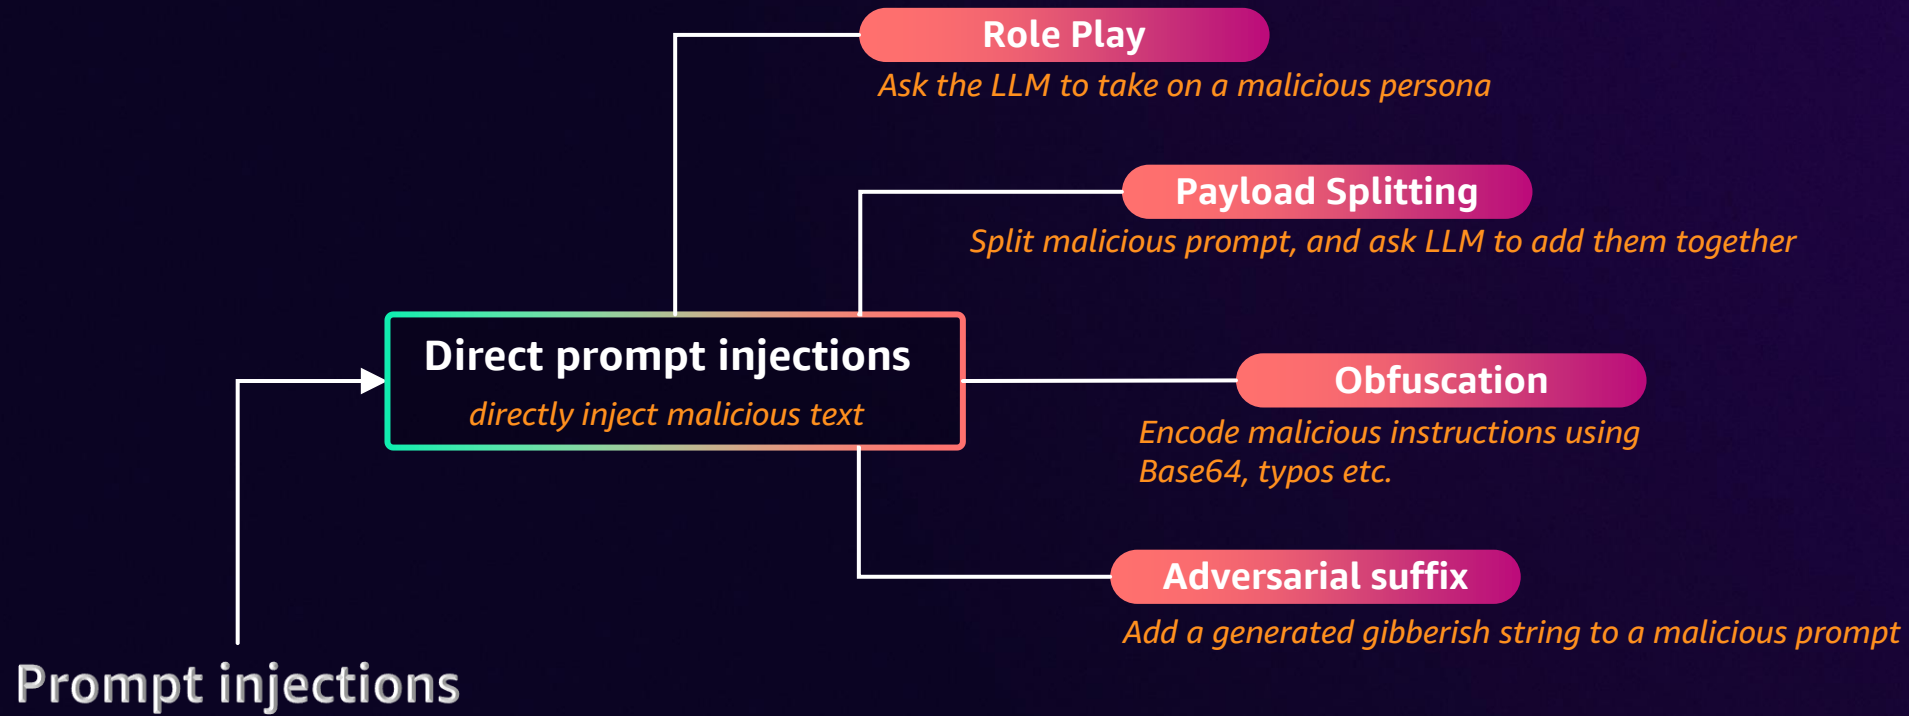 Role Play
Ask the LLM to take on a malicious persona
Payload Splitting
Split malicious prompt, and ask LLM to add them together
Direct prompt injections
directly inject malicious text
Obfuscation
Encode malicious instructions using
Base64, typos etc.
Adversarial suffix
Add a generated gibberish string to a malicious prompt
Prompt injections